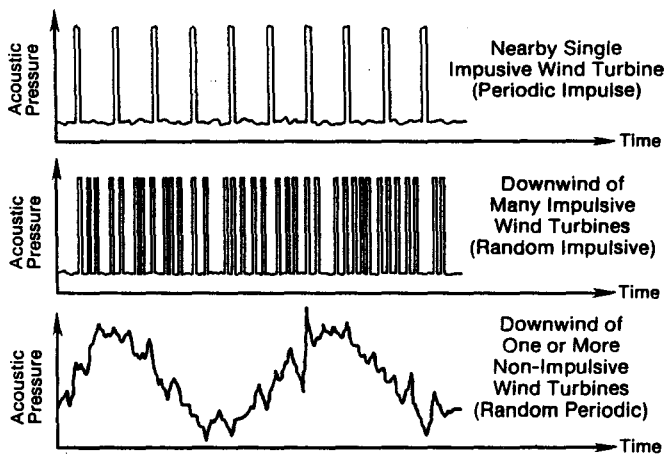 Acoustic
Pressure
Nearby Single
Impusive Wind Turbine
(Periodic Impulse)
Time
Acoustic
Pressure
Downwind of
Many Impulsive
Wind Turbines
(Random Impulsive)
Time
Acoustic
Pressure
Downwind of
One or More
Non-Impulsive
Wind Turbines
(Random Periodic)
Time